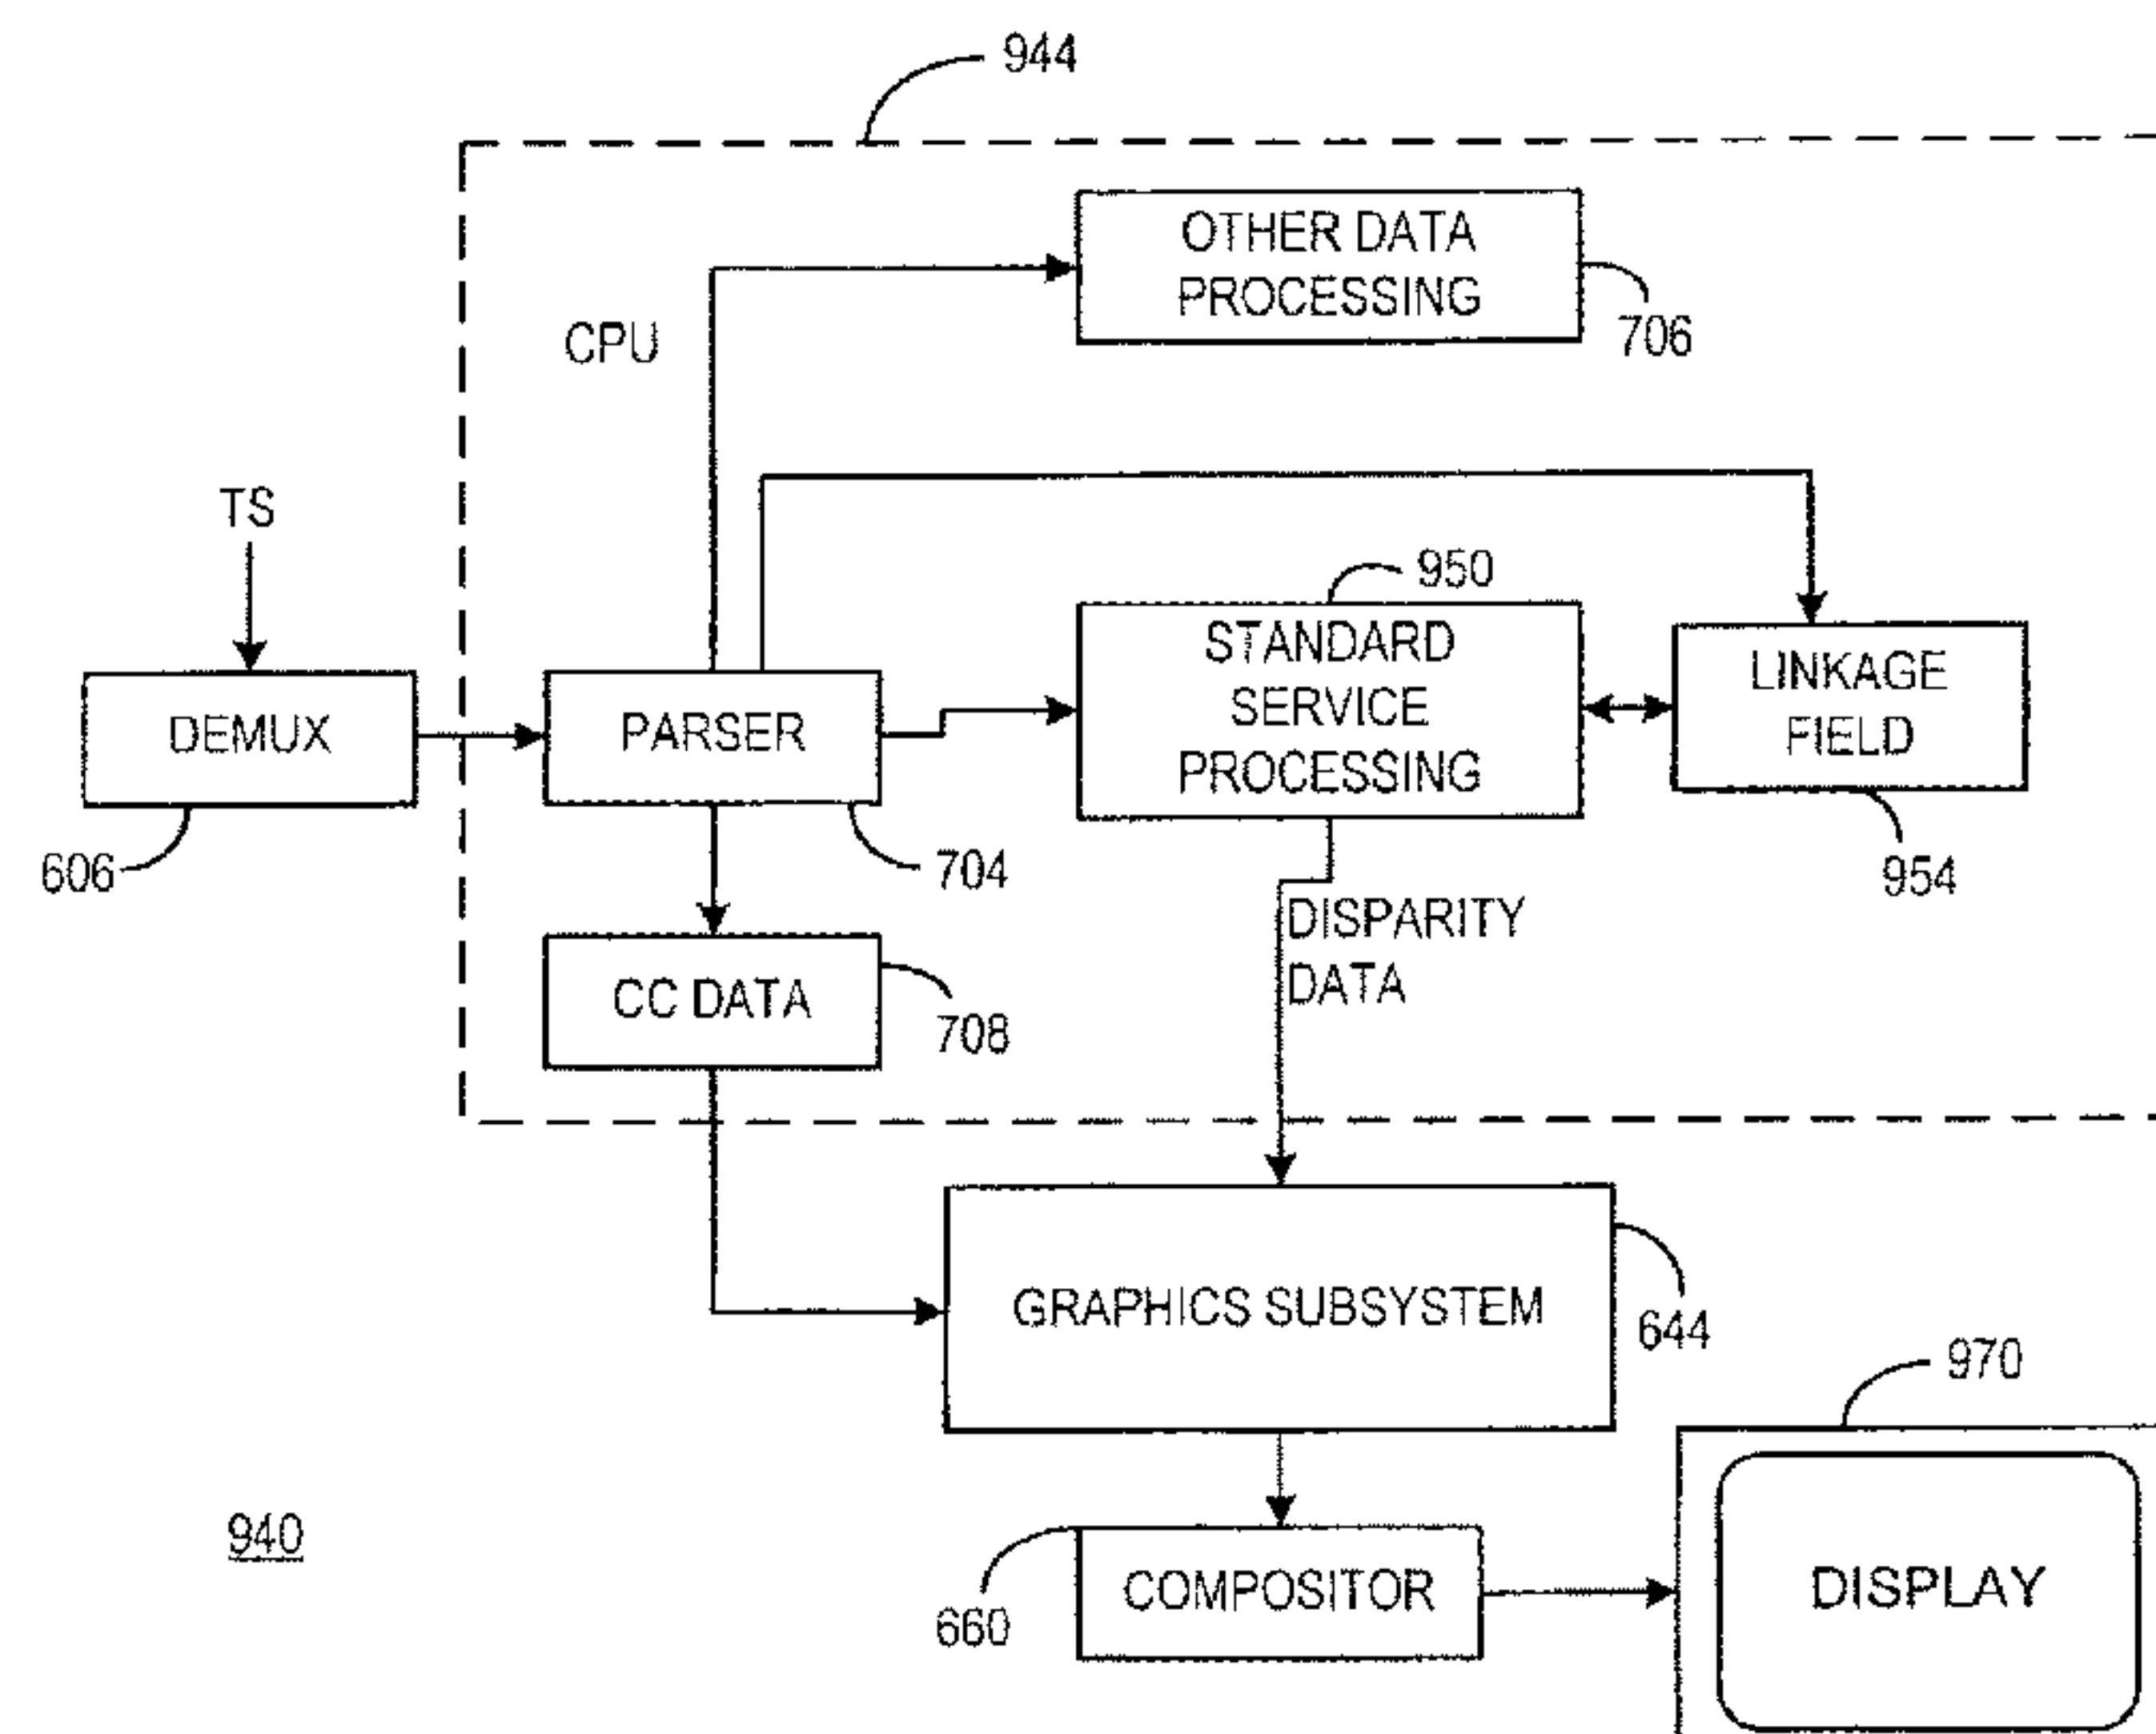 944
OTHER DATA
PROCESSING
706
CPU
TS
950
STANDARD
SERVICE
PROCESSING
LINKAGE
FIELD
954
DEMUX
606
PARSER
704
DISPARITY
DATA
CC DATA
708
GRAPHICS SUBSYSTEM
644
970
940
COMPOSITOR
660
DISPLAY